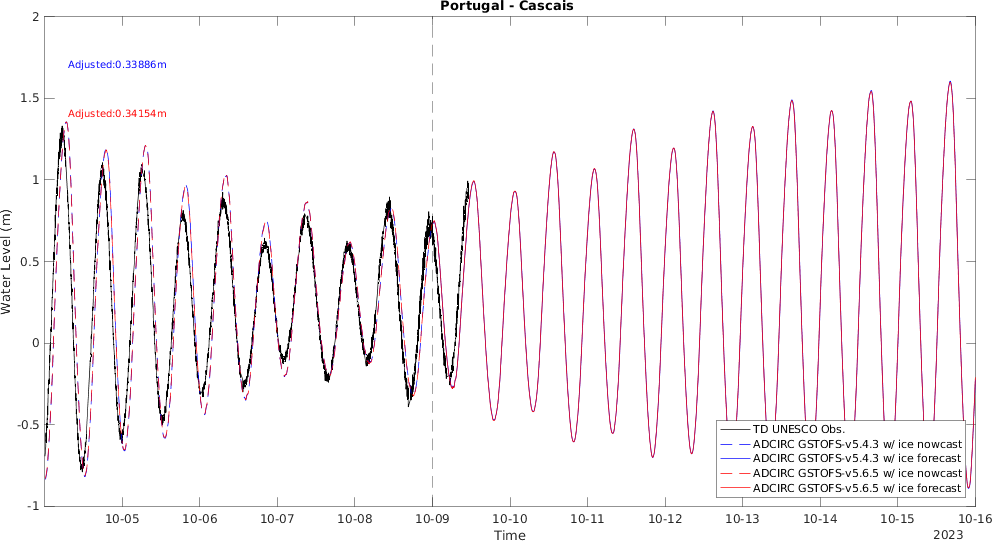 Portugal - Cascais
2
1.5
1
0.5
0
-0.5
-1
Water Level (m)
Adjusted:0.33886m
Adjusted:0.34154m
TD UNESCO Obs.
ADCIRC GSTOFS-v5.4.3 w/ ice nowcast
ADCIRC GSTOFS-v5.4.3 w/ ice forecast
ADCIRC GSTOFS-v5.6.5 w/ ice nowcast
ADCIRC GSTOFS-v5.6.5 w/ ice forecast
10-05 10-06 10-07 10-08 10-09 10-10 10-11 10-12 10-13 10-14 10-15 10-16
Time
2023